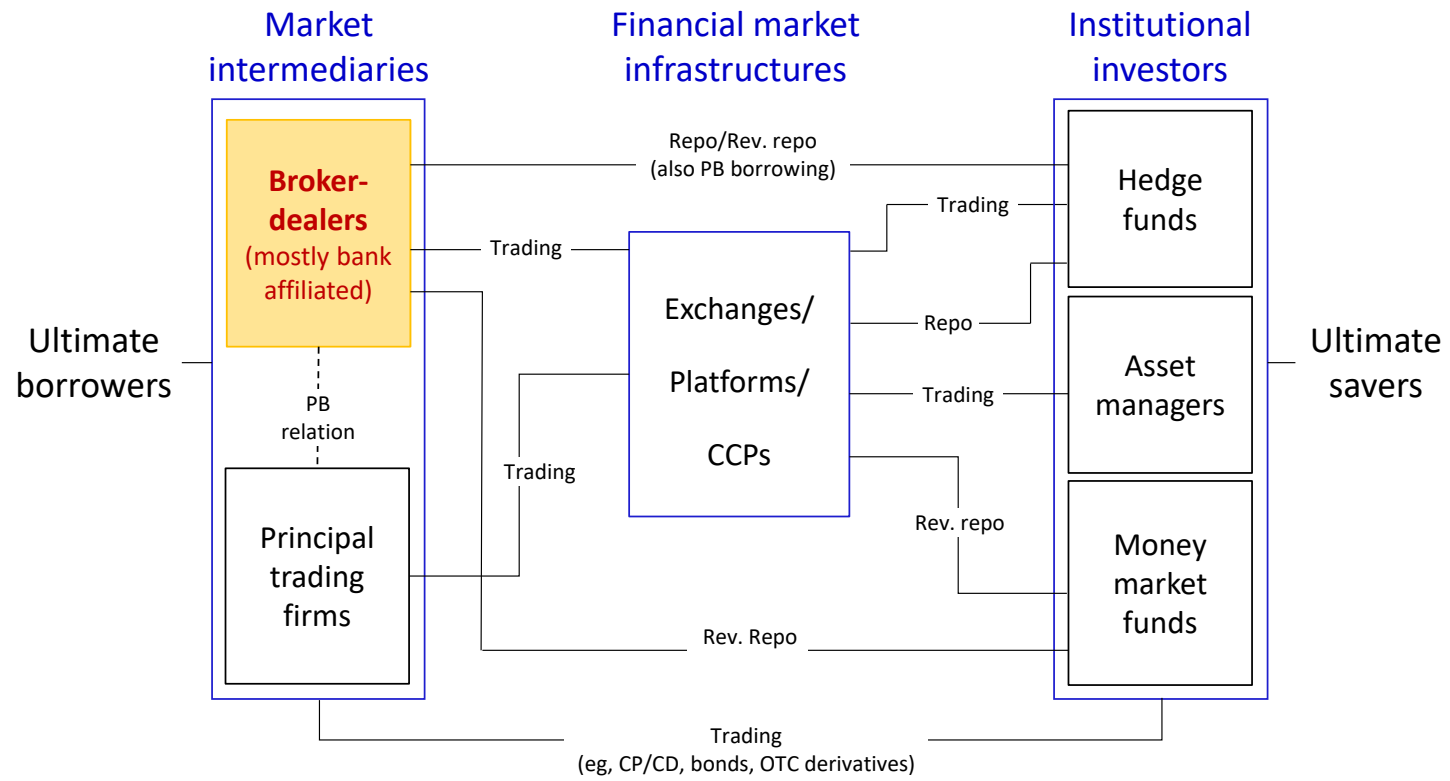 Market
intermediaries
Financial market
infrastructures
Institutional
investors
Broker-
dealers
(mostly bank
affiliated)
Repo/Rev. repo
(also PB borrowing)
Hedge
funds
Trading
Trading
Exchanges/
Platforms/
CCPs
Repo
Ultimate
borrowers
Asset
managers
Ultimate
savers
Trading
PB
relation
Trading
Principal
trading
firms
Rev. repo
Money
market
funds
Rev. Repo
Trading
(eg, CP/CD, bonds, OTC derivatives)